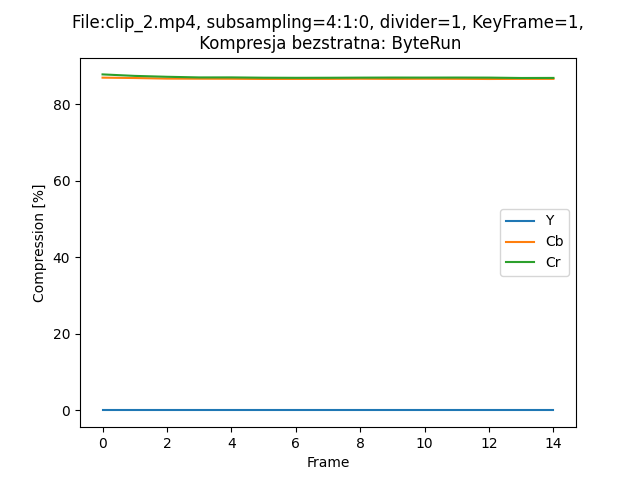 File:clip_2.mp4, subsampling=4:1:0, divider=1, KeyFrame=1,
Kompresja bezstratna: ByteRun
Compression [%]
80
60
40
20
0
Y
Cb
Cr
0 2 4 6 8 10 12 14
Frame